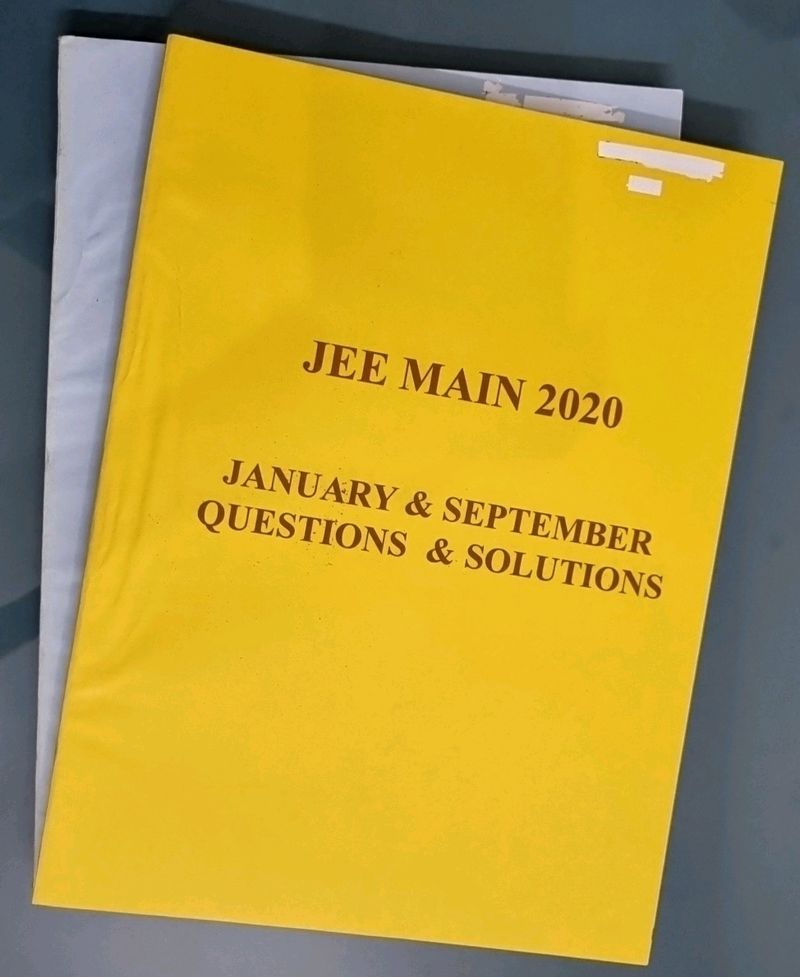 JEE MAIN 2020
JANUARY & SEPTEMBER
QUESTIONS & SOLUTIONS